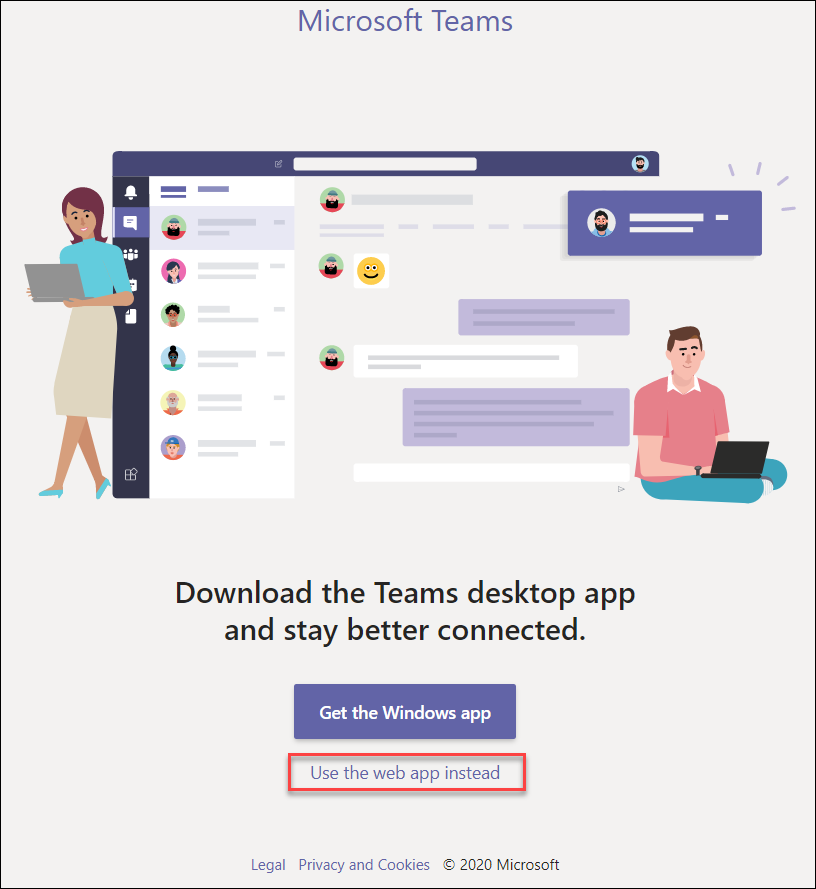 Microsoft Teams
Download the Teams desktop app
and stay better connected.
Get the Windows app
Use the web app instead
Legal Privacy and Cookies © 2020 Microsoft